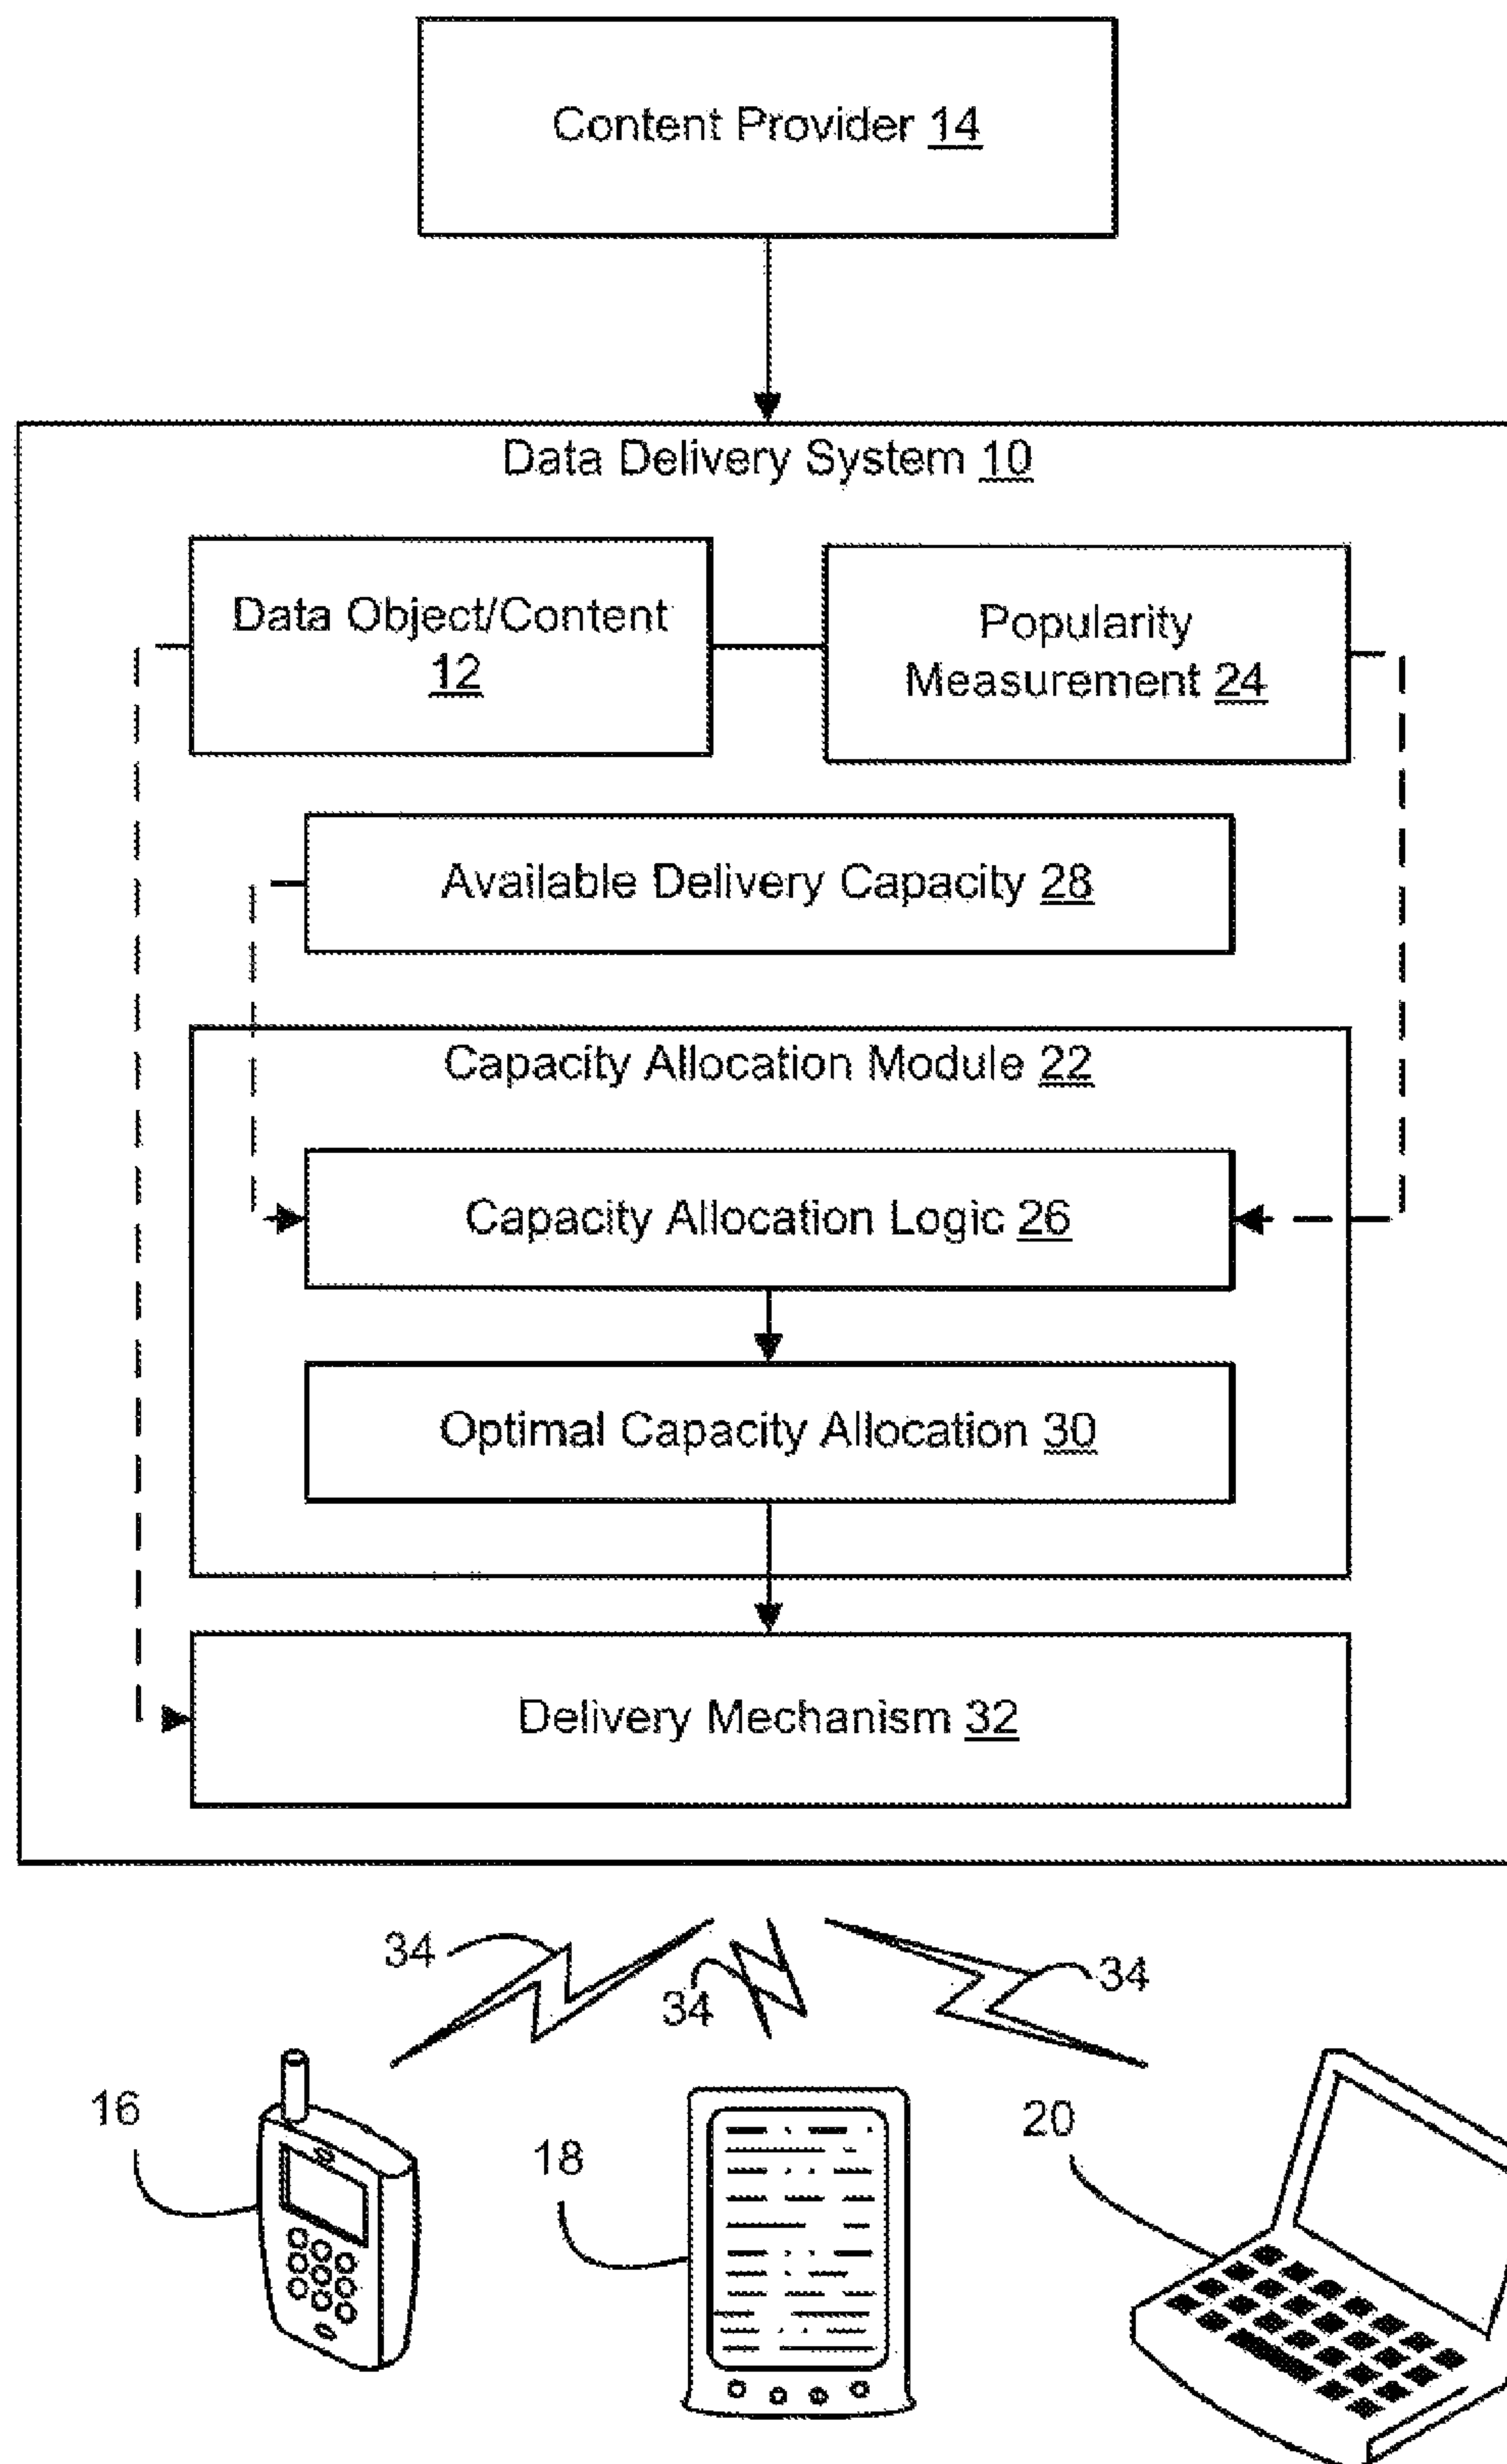 Content Provider 14
Data Delivery System 10
Data Object/Content
12
Popularity
Measurement 24
Available Delivery Capacity 28
Capacity Allocation Module 22
Capacity Allocation Logic 26
Optimal Capacity Allocation 30
Delivery Mechanism 32
34
34
34
16
18
20